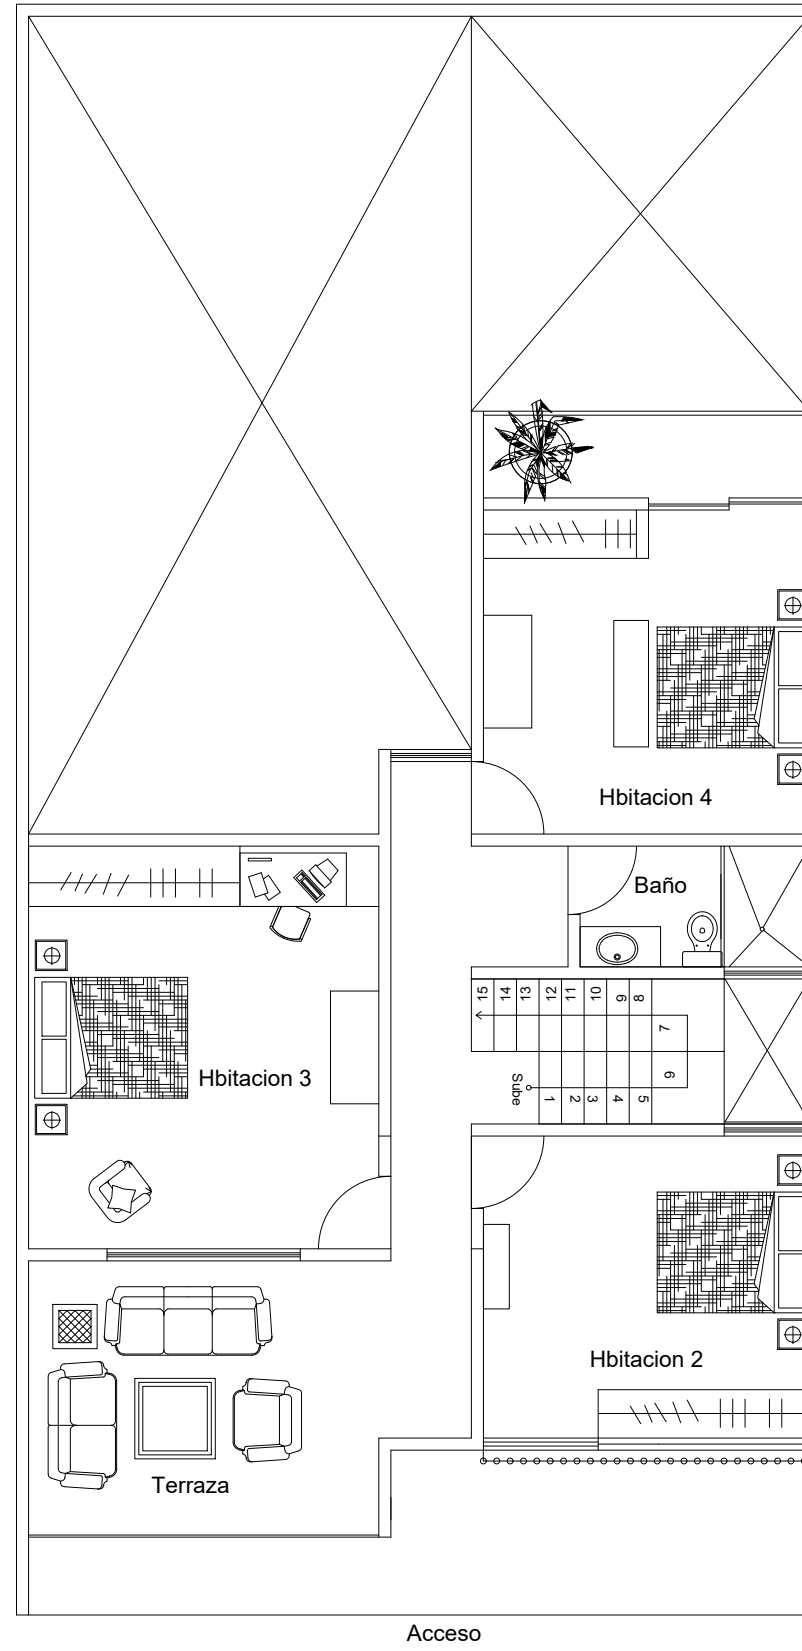 Hbitacion 4
Baño
15 14 13 12 11 10 9 8
7
Hbitacion 3
6
Sube
1 2 3 4 5
Hbitacion 2
Terraza
Acceso